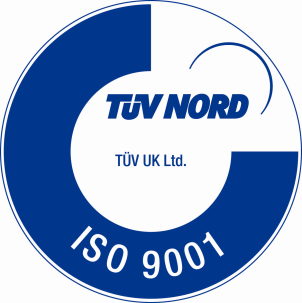 TÜV NORD
TÜV UK Ltd.
ISO 9001